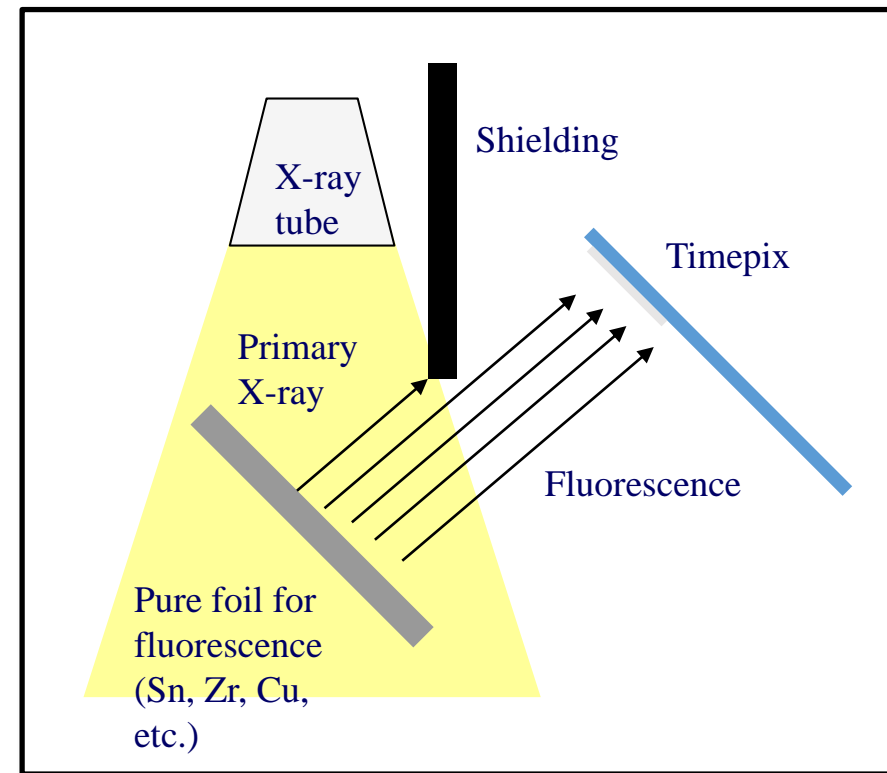 X-ray
tube
Shielding
Timepix
Primary
X-ray
Fluorescence
Pure foil for
fluorescence
(Sn, Zr, Cu,
etc.)